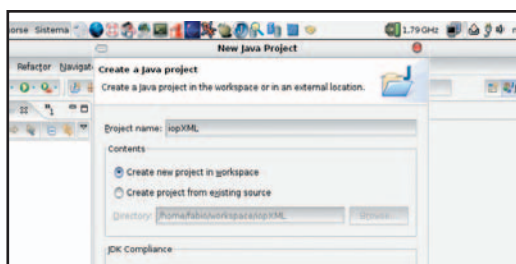 orse Sistema
1.79 GHz
New Java Project
Refactor Navigat
Create a Java project
Create a Java project in the workspace or in an external location.
Project name: iopXML
Contents
Create new project in workspace
Create project from existing source
Directory: /home/fabio/workspace/iopXML Browse...
JDK Compliance